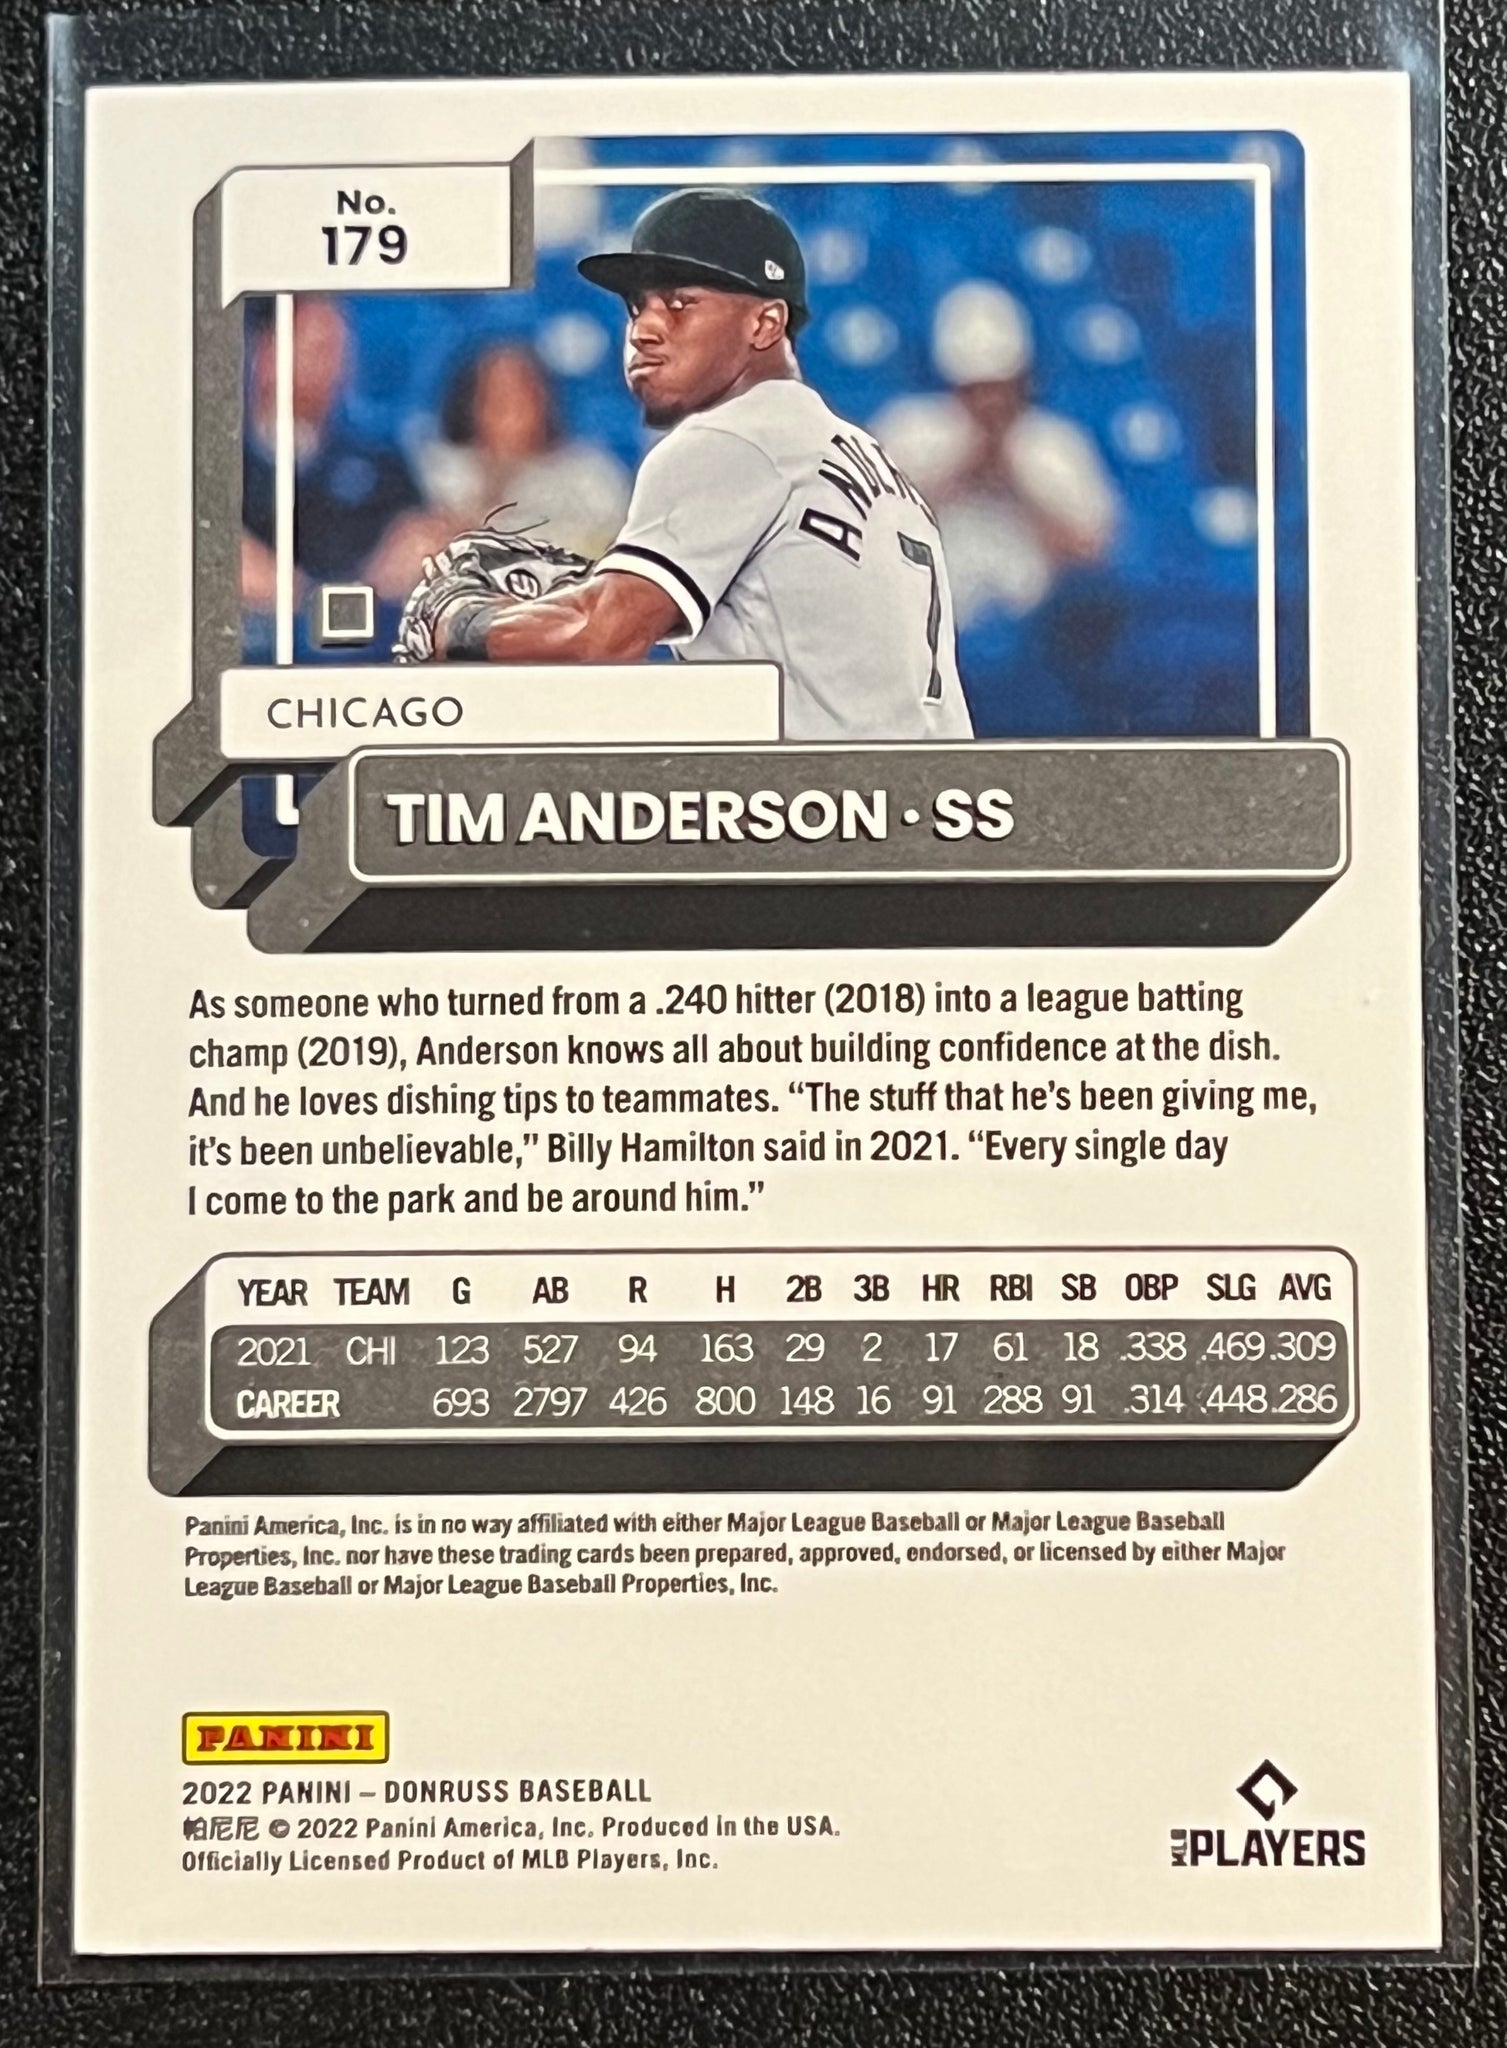 No.
179
ANDER
7
CHICAGO
TIM ANDERSON · SS
As someone who turned from a .240 hitter (2018) into a league batting
champ (2019), Anderson knows all about building confidence at the dish.
And he loves dishing tips to teammates. “The stuff that he’s been giving me,
it’s been unbelievable,” Billy Hamilton said in 2021. “Every single day
I come to the park and be around him.”
YEAR TEAM G AB R H 2B 3B HR RBI SB OBP SLG AVG
2021 CHI 123 527 94 163 29 2 17 61 18 .338 .469 .309
CAREER 693 2797 426 800 148 16 91 288 91 .314 .448 .286
Panini America, Inc. is in no way affiliated with either Major League Baseball or Major League Baseball
Properties, Inc. nor have these trading cards been prepared, approved, endorsed, or licensed by either Major
League Baseball or Major League Baseball Properties, Inc.
PANINI
2022 PANINI – DONRUSS BASEBALL
帕尼尼 © 2022 Panini America, Inc. Produced in the USA.
Officially Licensed Product of MLB Players, Inc.
MLB PLAYERS